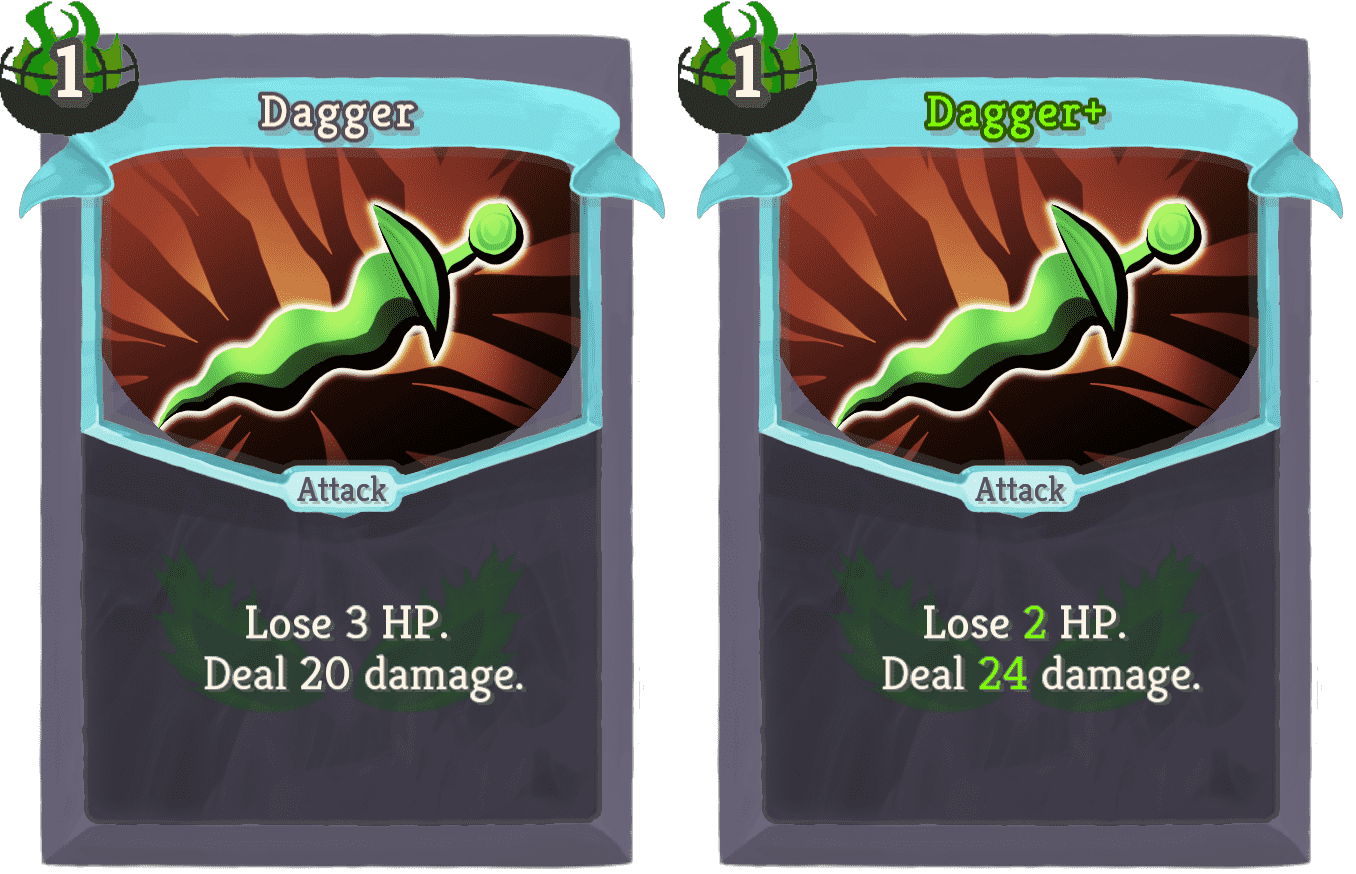 1
Dagger
Attack
Lose 3 HP.
Deal 20 damage.
1
Dagger+
Attack
Lose 2 HP.
Deal 24 damage.